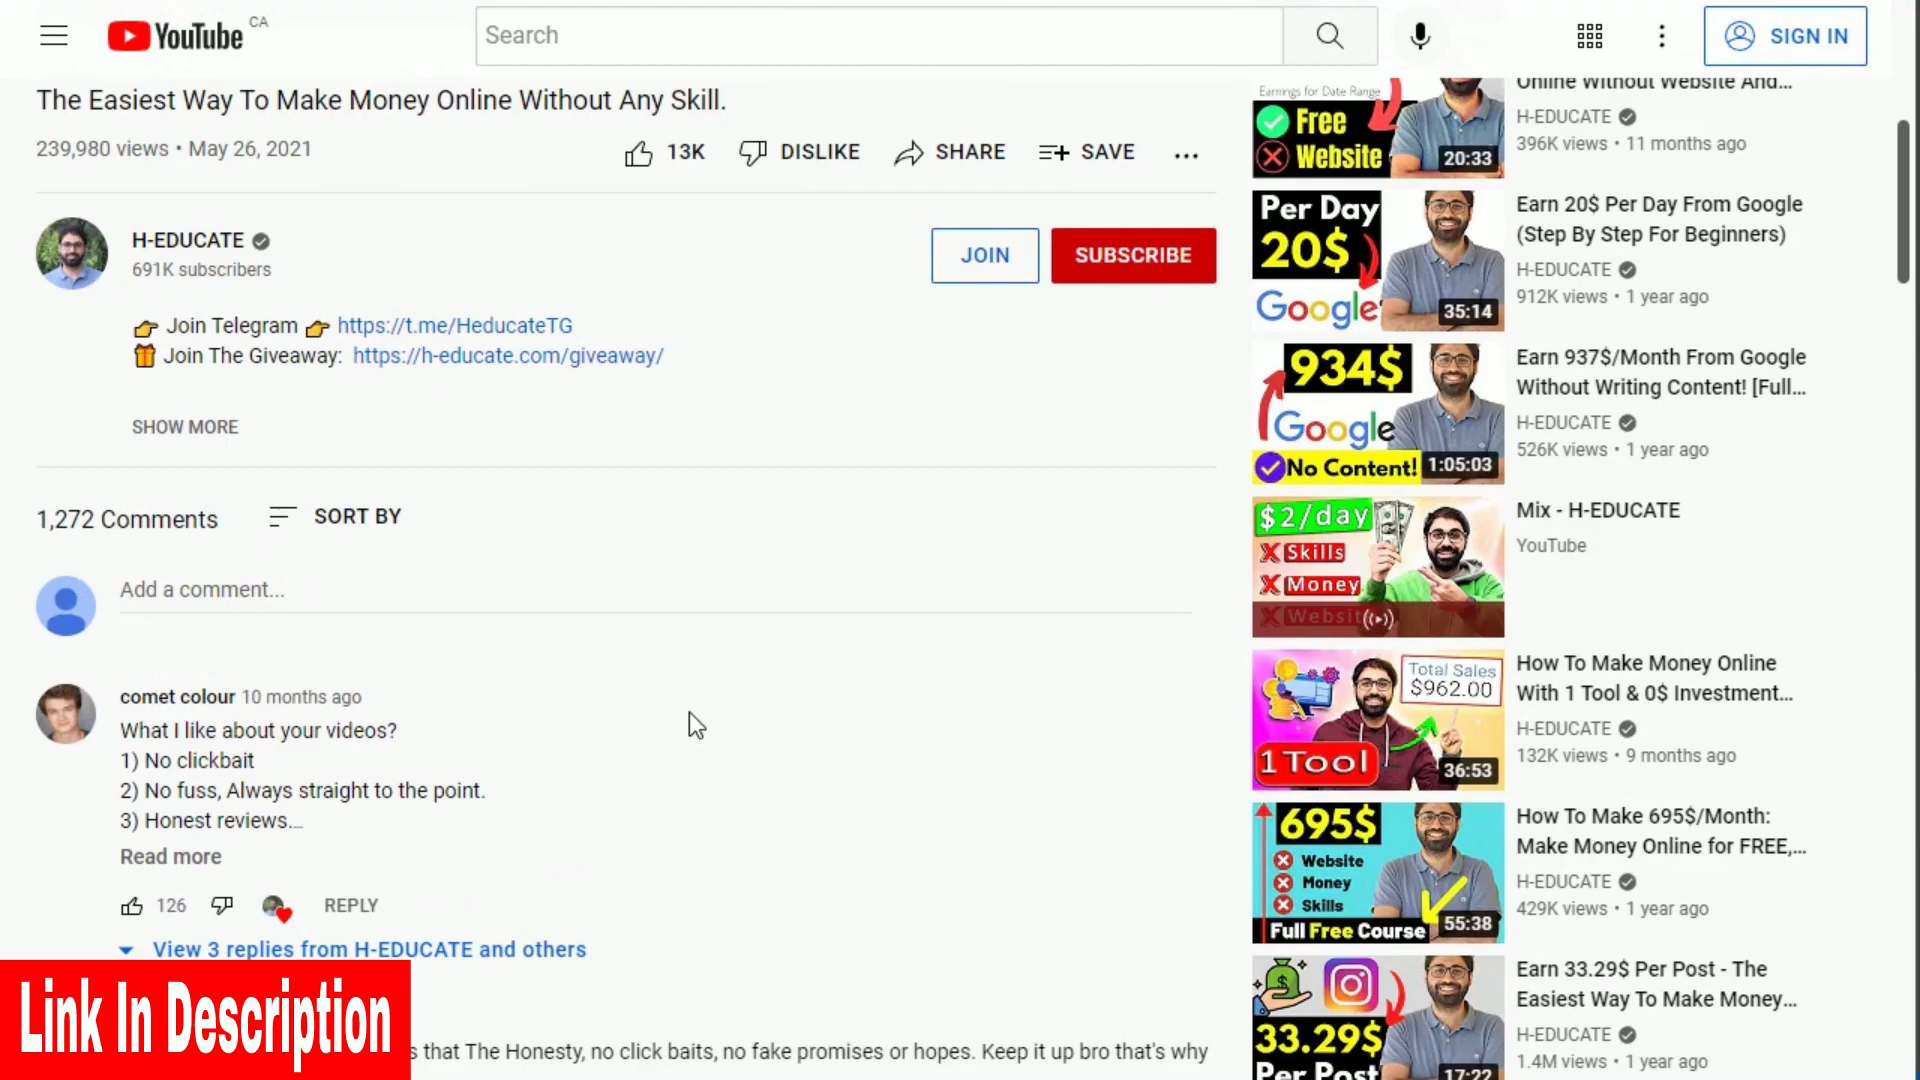 YouTube CA
Search
SIGN IN
The Easiest Way To Make Money Online Without Any Skill.
239,980 views • May 26, 2021
13K
DISLIKE
SHARE
SAVE
H-EDUCATE
691K subscribers
JOIN
SUBSCRIBE
Join Telegram https://t.me/HeducateTG
Join The Giveaway: https://h-educate.com/giveaway/
SHOW MORE
1,272 Comments
SORT BY
Add a comment...
comet colour 10 months ago
What I like about your videos?
1) No clickbait
2) No fuss, Always straight to the point.
3) Honest reviews...
Read more
126
REPLY
View 3 replies from H-EDUCATE and others
Link In Description
s that The Honesty, no click baits, no fake promises or hopes. Keep it up bro that's why
Earnings for Date Range
Free
Website
20:33
Online Without Website And...
H-EDUCATE
396K views • 11 months ago
Per Day
20$
Google
35:14
Earn 20$ Per Day From Google
(Step By Step For Beginners)
H-EDUCATE
912K views • 1 year ago
934$
Google
No Content!
1:05:03
Earn 937$/Month From Google
Without Writing Content! [Full...
H-EDUCATE
526K views • 1 year ago
$2/day
Skills
Money
Websit
Mix - H-EDUCATE
YouTube
Total Sales
$962.00
1 Tool
36:53
How To Make Money Online
With 1 Tool & 0$ Investment...
H-EDUCATE
132K views • 9 months ago
695$
Website
Money
Skills
Full Free Course
55:38
How To Make 695$/Month:
Make Money Online for FREE,...
H-EDUCATE
429K views • 1 year ago
33.29$
Per Post
17:22
Earn 33.29$ Per Post - The
Easiest Way To Make Money...
H-EDUCATE
1.4M views • 1 year ago